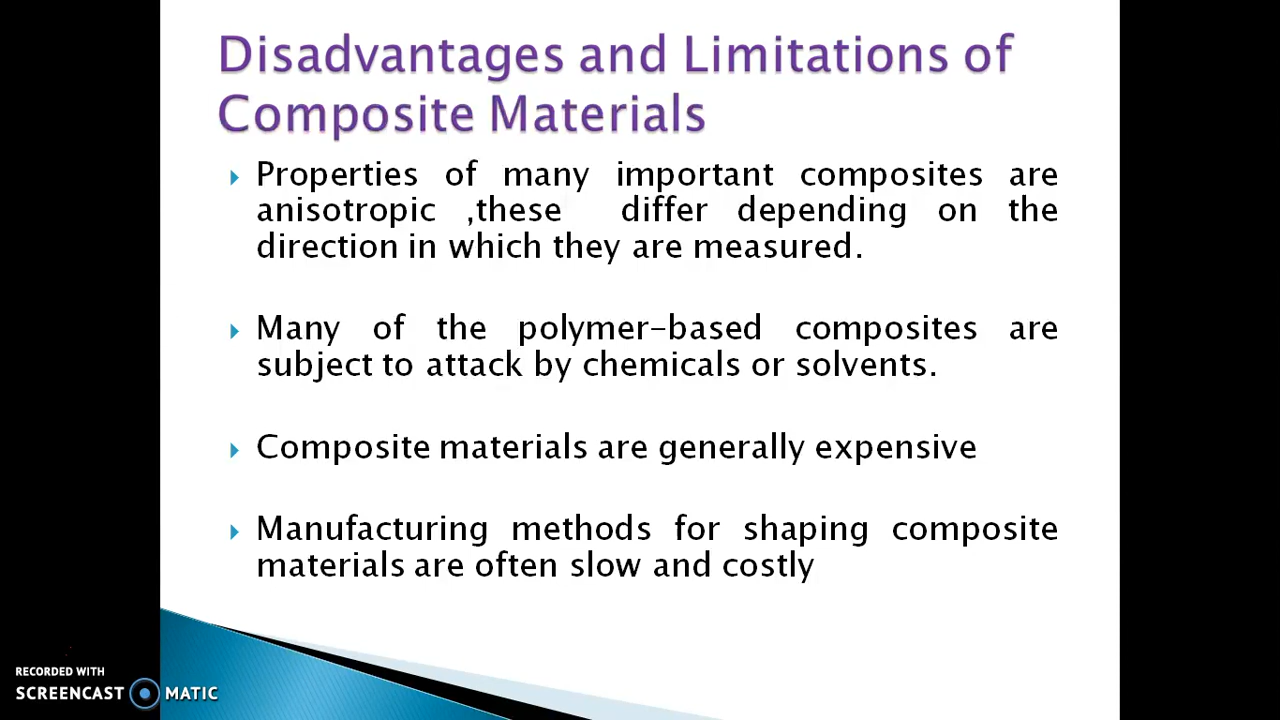 Disadvantages and Limitations of
Composite Materials
Properties of many important composites are
anisotropic ,these differ depending on the
direction in which they are measured.
Many of the polymer-based composites are
subject to attack by chemicals or solvents.
Composite materials are generally expensive
Manufacturing methods for shaping composite
materials are often slow and costly
RECORDED WITH
SCREENCAST MATIC